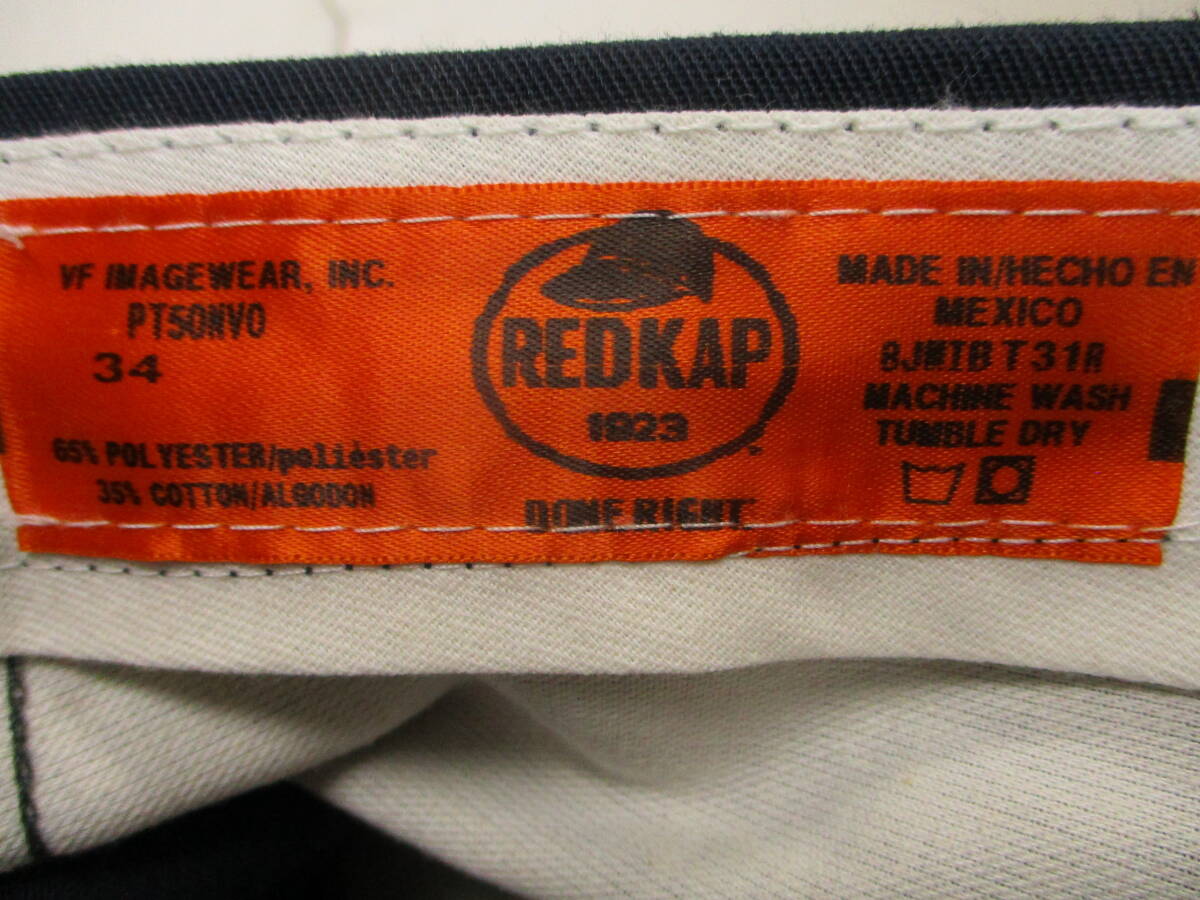 VF IMAGEWEAR, INC.
PT50NV0
34
65% POLYESTER/poliéster
35% COTTON/ALGODON
REDKAP
1923
DONE RIGHT
MADE IN/HECHO EN
MEXICO
BJMTB T31R
MACHINE WASH
TUMBLE DRY